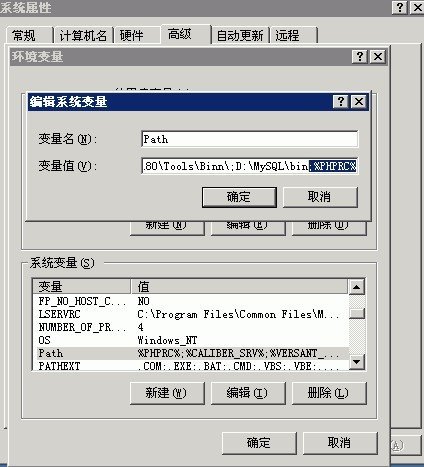 系统属性
常规 计算机名 硬件 高级 自动更新 远程
环境变量
编辑系统变量
变量名(N): Path
变量值(V): .80\Tools\Binn\;D:\MySQL\bin;%PHPRC%
确定 取消
新建(N) 编辑(E) 删除(D)
系统变量(S)
变量 值
FP_NO_HOST_C... NO
LSERVRC C:\Program Files\Common Files\M...
NUMBER_OF_PR... 4
OS Windows_NT
Path %PHPRC%;%CALIBER_SRV%;%VERSANT_...
PATHEXT .COM;.EXE;.BAT;.CMD;.VBS;.VBE;...
新建(W) 编辑(I) 删除(L)
确定 取消
(A)